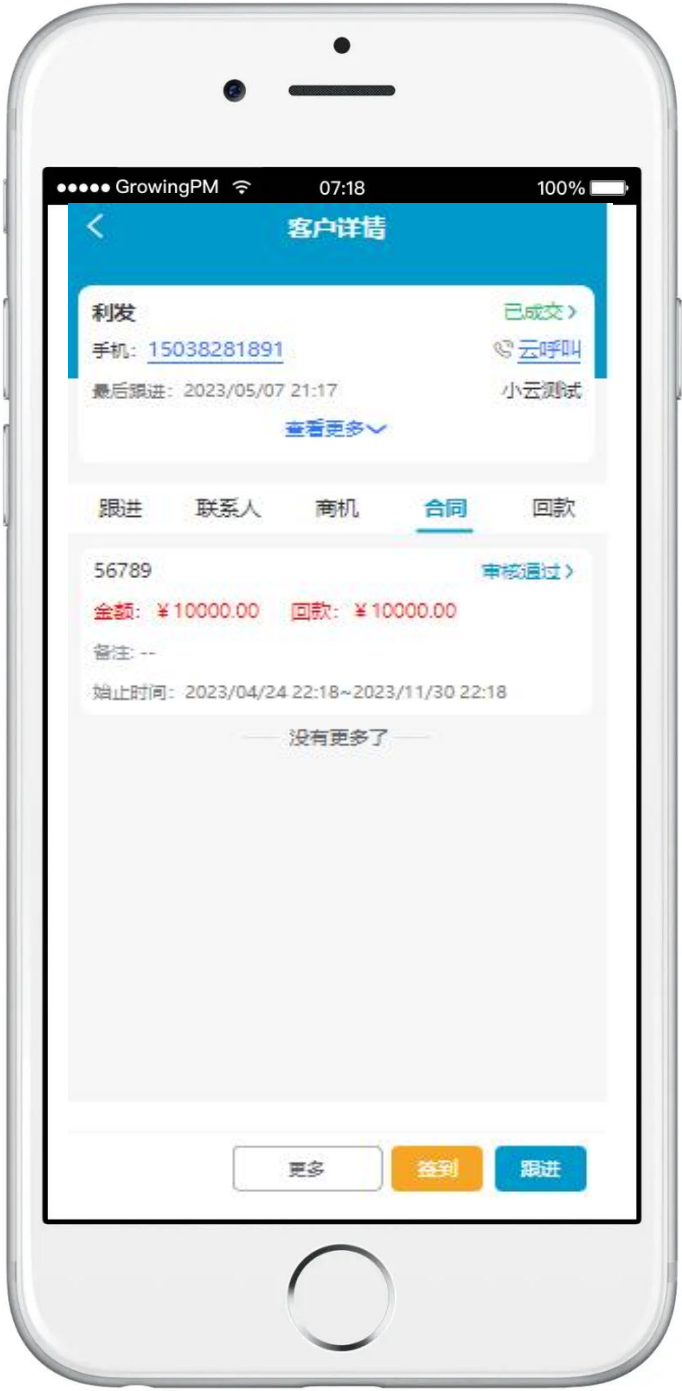 GrowingPM 07:18 100%
客户详情
利发 已成交
手机：15038281891 云呼叫
最后跟进：2023/05/07 21:17 小云测试
查看更多
跟进 联系人 商机 合同 回款
56789 审核通过
金额：￥10000.00 回款：￥10000.00
备注: --
始止时间：2023/04/24 22:18~2023/11/30 22:18
没有更多了
更多 签到 跟进